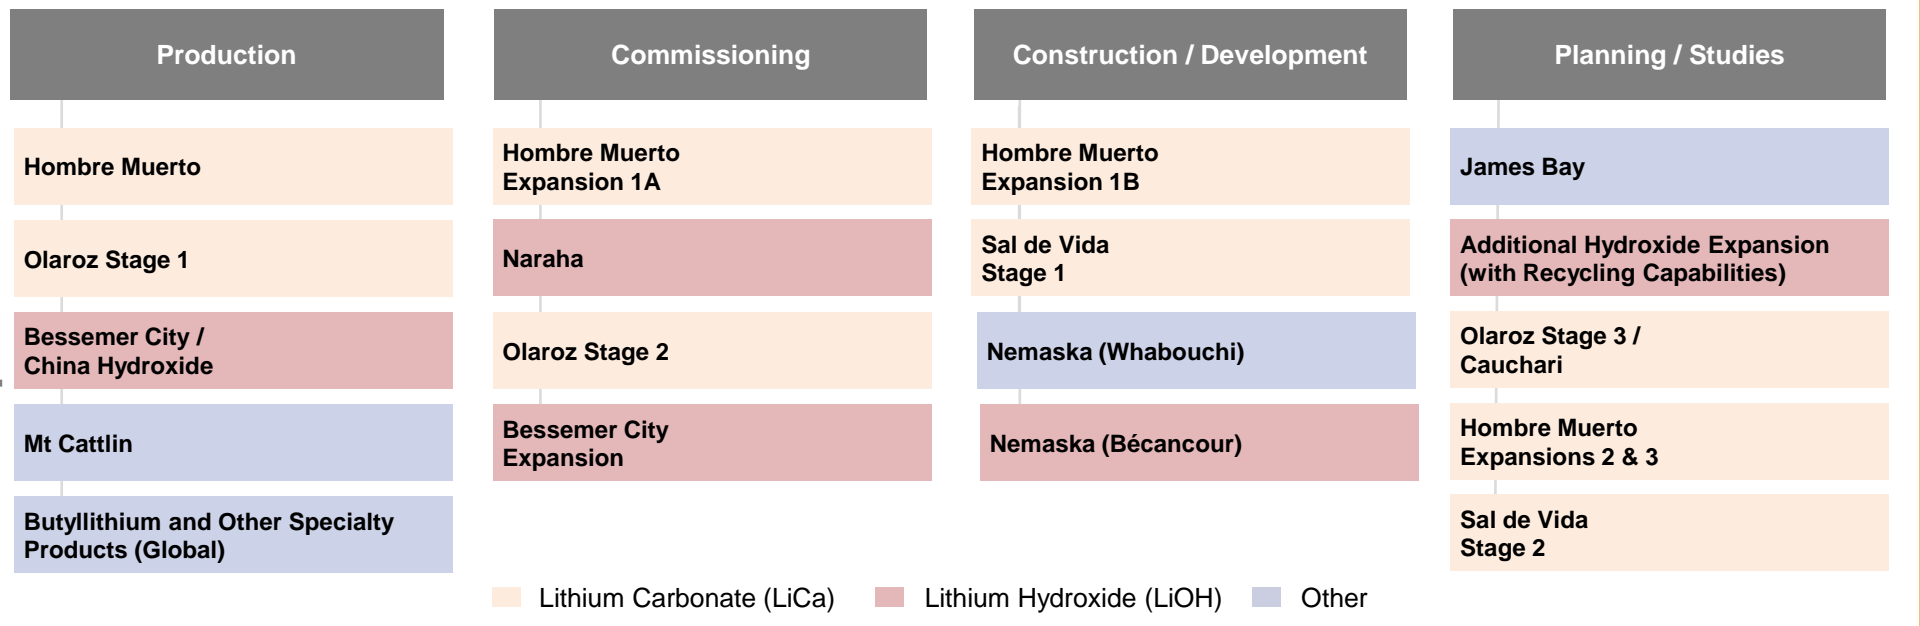 Production
Hombre Muerto
Olaroz Stage 1
Bessemer City /
China Hydroxide
Mt Cattlin
Butyllithium and Other Specialty
Products (Global)
Commissioning
Hombre Muerto
Expansion 1A
Naraha
Olaroz Stage 2
Bessemer City
Expansion
Construction / Development
Hombre Muerto
Expansion 1B
Sal de Vida
Stage 1
Nemaska (Whabouchi)
Nemaska (Bécancour)
Planning / Studies
James Bay
Additional Hydroxide Expansion
(with Recycling Capabilities)
Olaroz Stage 3 /
Cauchari
Hombre Muerto
Expansions 2 & 3
Sal de Vida
Stage 2
Lithium Carbonate (LiCa)
Lithium Hydroxide (LiOH)
Other